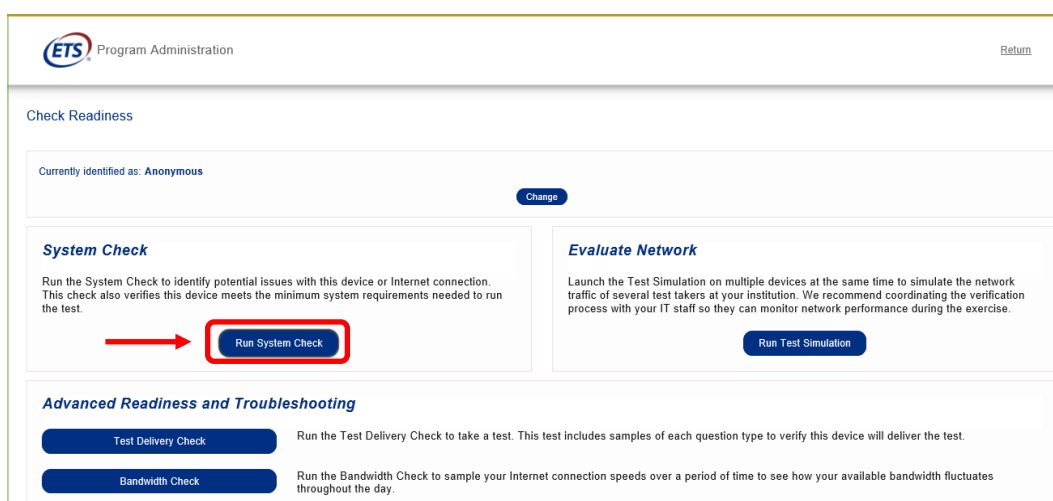 ETS® Program Administration
Return
Check Readiness
Currently identified as: Anonymous
Change
System Check
Run the System Check to identify potential issues with this device or Internet connection.
This check also verifies this device meets the minimum system requirements needed to run
the test.
Run System Check
Evaluate Network
Launch the Test Simulation on multiple devices at the same time to simulate the network
traffic of several test takers at your institution. We recommend coordinating the verification
process with your IT staff so they can monitor network performance during the exercise.
Run Test Simulation
Advanced Readiness and Troubleshooting
Test Delivery Check
Run the Test Delivery Check to take a test. This test includes samples of each question type to verify this device will deliver the test.
Bandwidth Check
Run the Bandwidth Check to sample your Internet connection speeds over a period of time to see how your available bandwidth fluctuates
throughout the day.